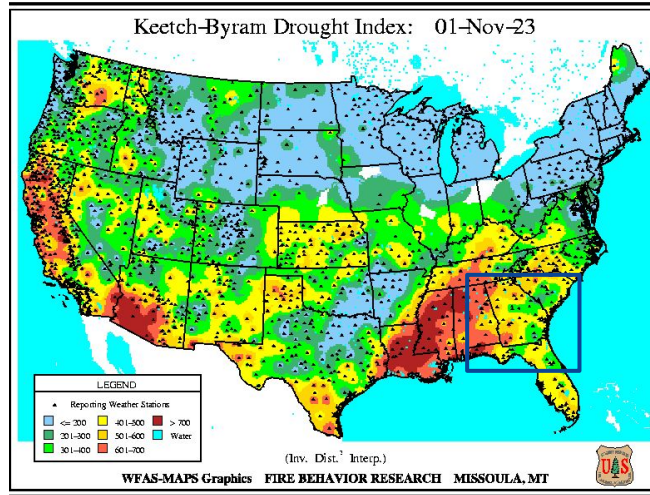 Keetch-Byram Drought Index: 01-Nov-23
LEGEND
Reporting Weather Stations
<= 200
401-500
> 700
201-300
501-600
Water
301-400
601-700
(Inv. Dist.² Interp.)
WFAS-MAPS Graphics FIRE BEHAVIOR RESEARCH MISSOULA, MT
U S